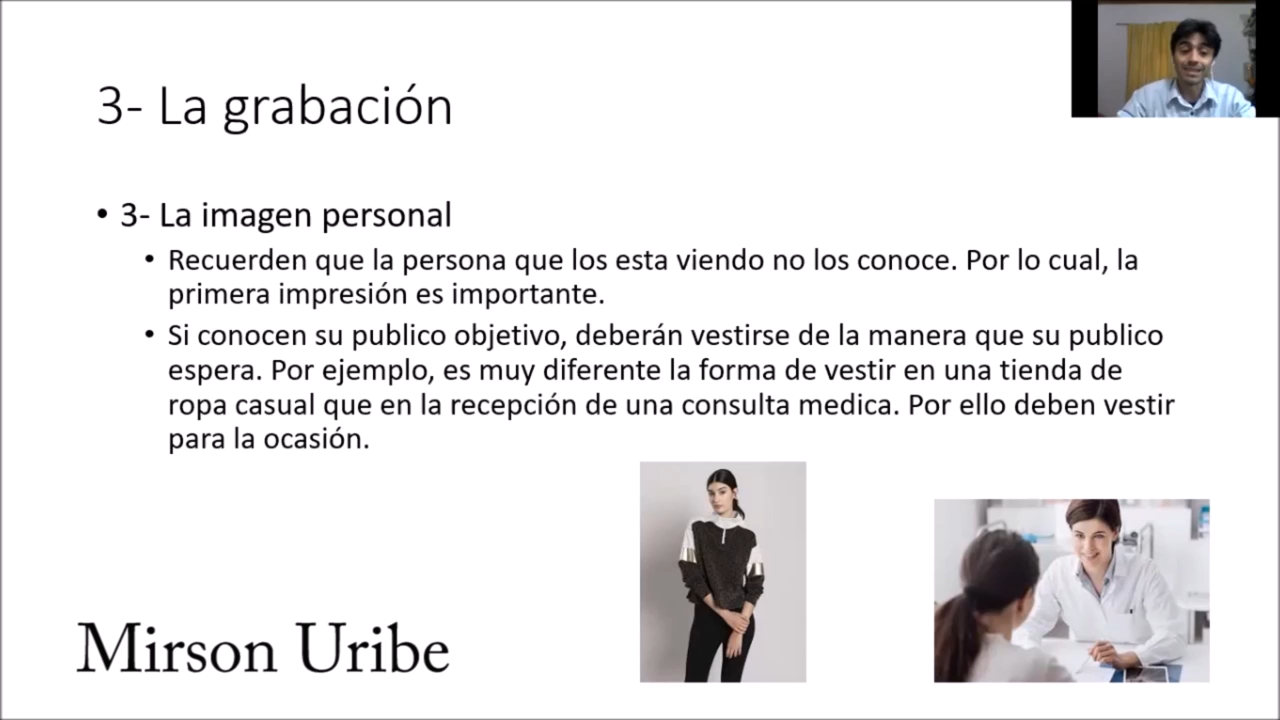 3- La grabación
• 3- La imagen personal
• Recuerden que la persona que los esta viendo no los conoce. Por lo cual, la
primera impresión es importante.
• Si conocen su publico objetivo, deberán vestirse de la manera que su publico
espera. Por ejemplo, es muy diferente la forma de vestir en una tienda de
ropa casual que en la recepción de una consulta medica. Por ello deben vestir
para la ocasión.
Mirson Uribe